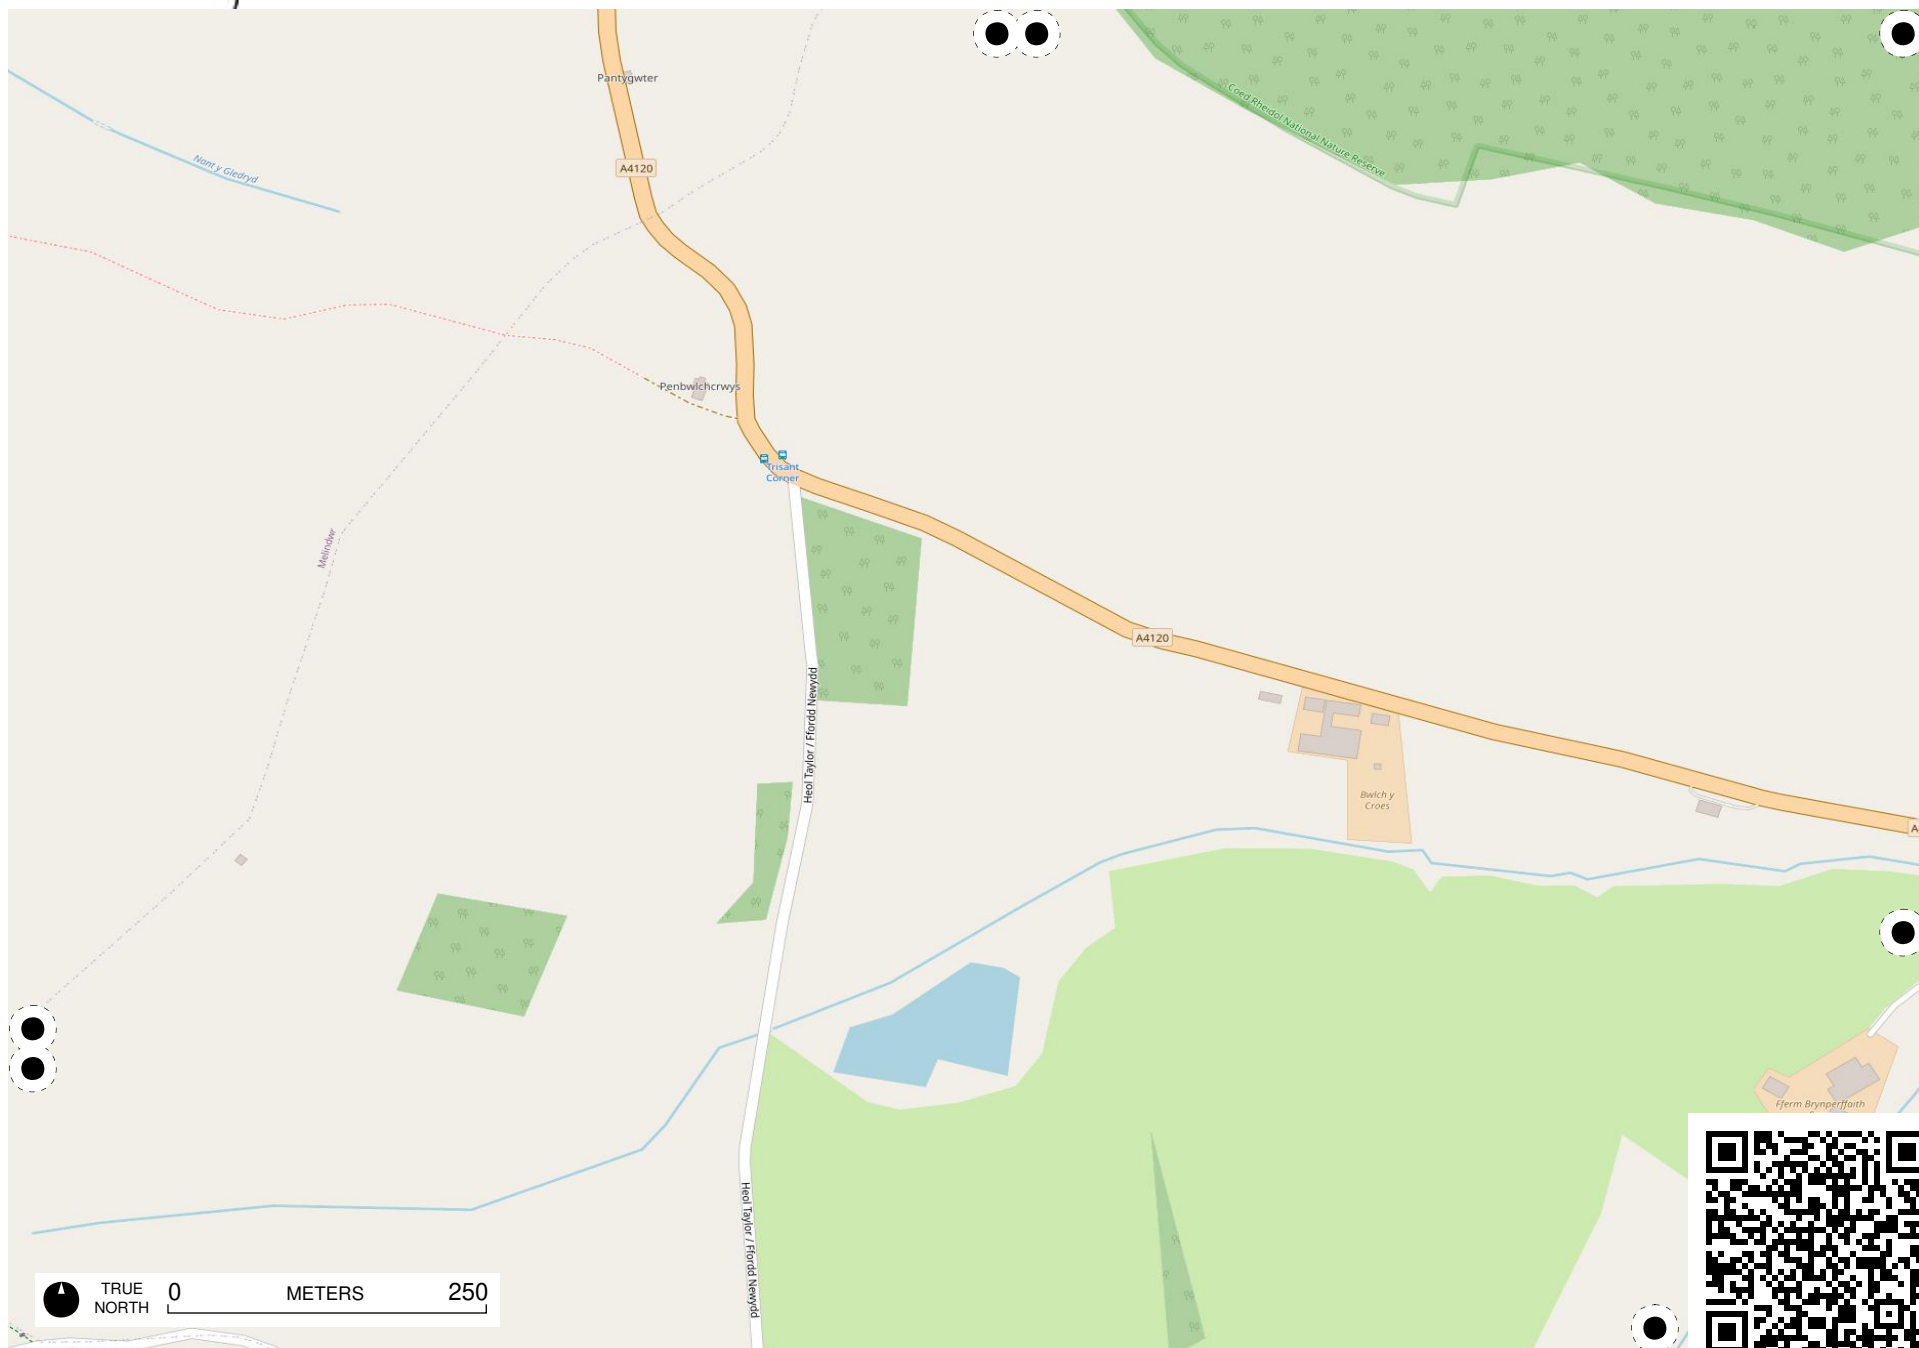 Pantygwter
Coed Rheidol National Nature Reserve
Nant y Gledryd
A4120
Penbwlchcrwys
Trisant
Corner
Melindwr
A4120
Heol Taylor / Ffordd Newydd
Bwlch y
Croes
A
Fferm Brynperffaith
Heol Taylor / Ffordd Newydd
TRUE
NORTH
0 METERS 250